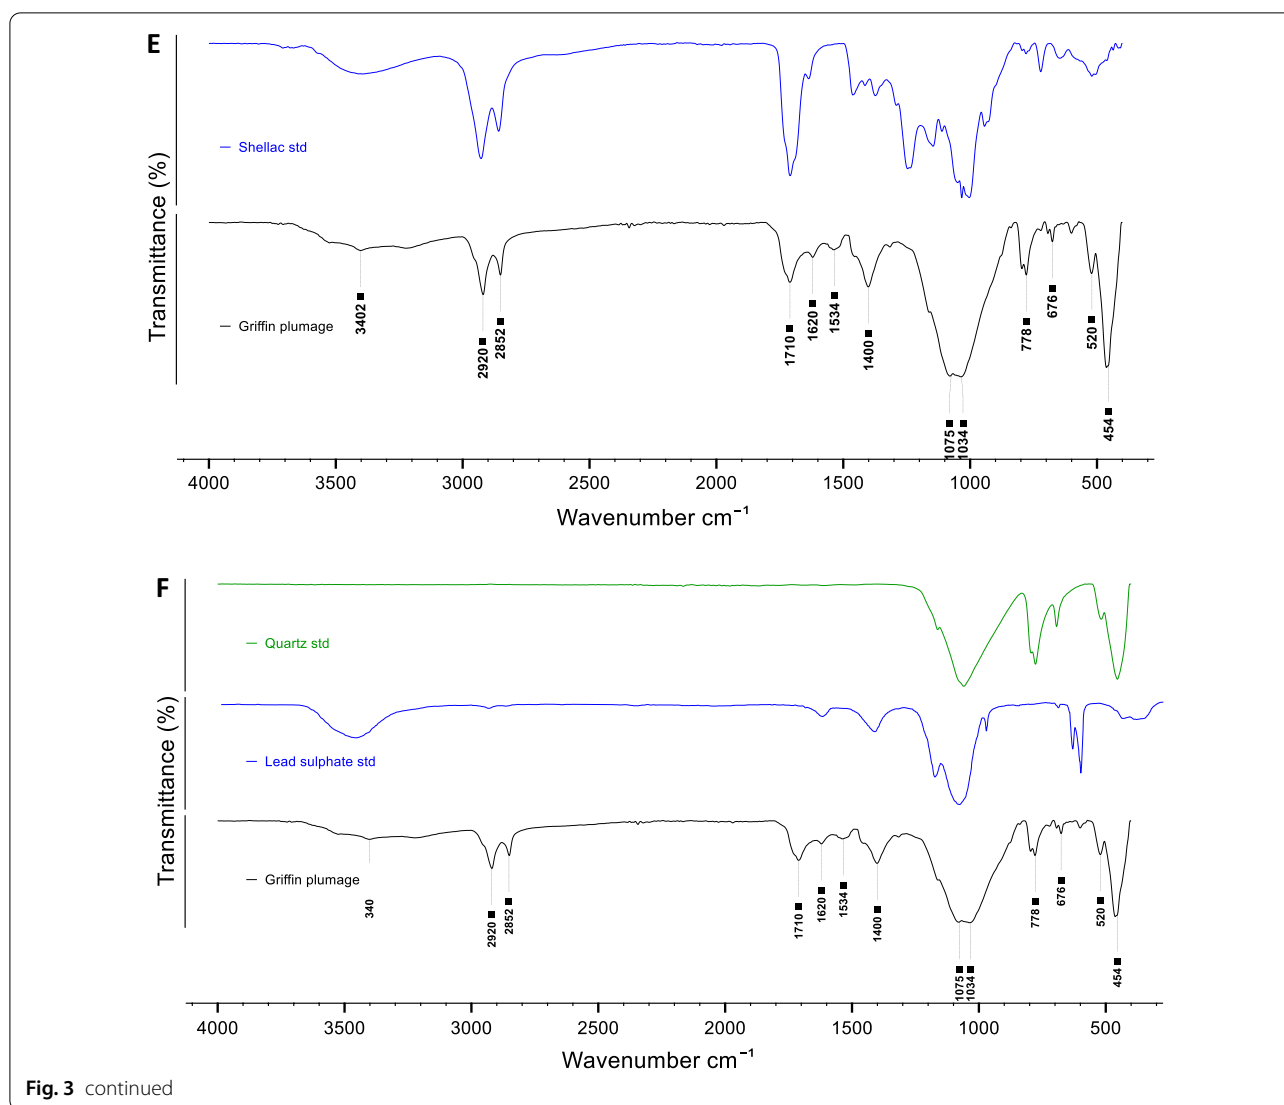 E
Transmittance (%)
Transmittance (%)
Shellac std
Griffin plumage
3402
2920
2852
1710
1620
1534
1400
1075
1034
778
676
520
454
4000 3500 3000 2500 2000 1500 1000 500
Wavenumber cm⁻¹
F
Transmittance (%)
Transmittance (%)
Quartz std
Lead sulphate std
Griffin plumage
340
2920
2852
1710
1620
1534
1400
1075
1034
778
676
520
454
4000 3500 3000 2500 2000 1500 1000 500
Wavenumber cm⁻¹
Fig. 3 continued